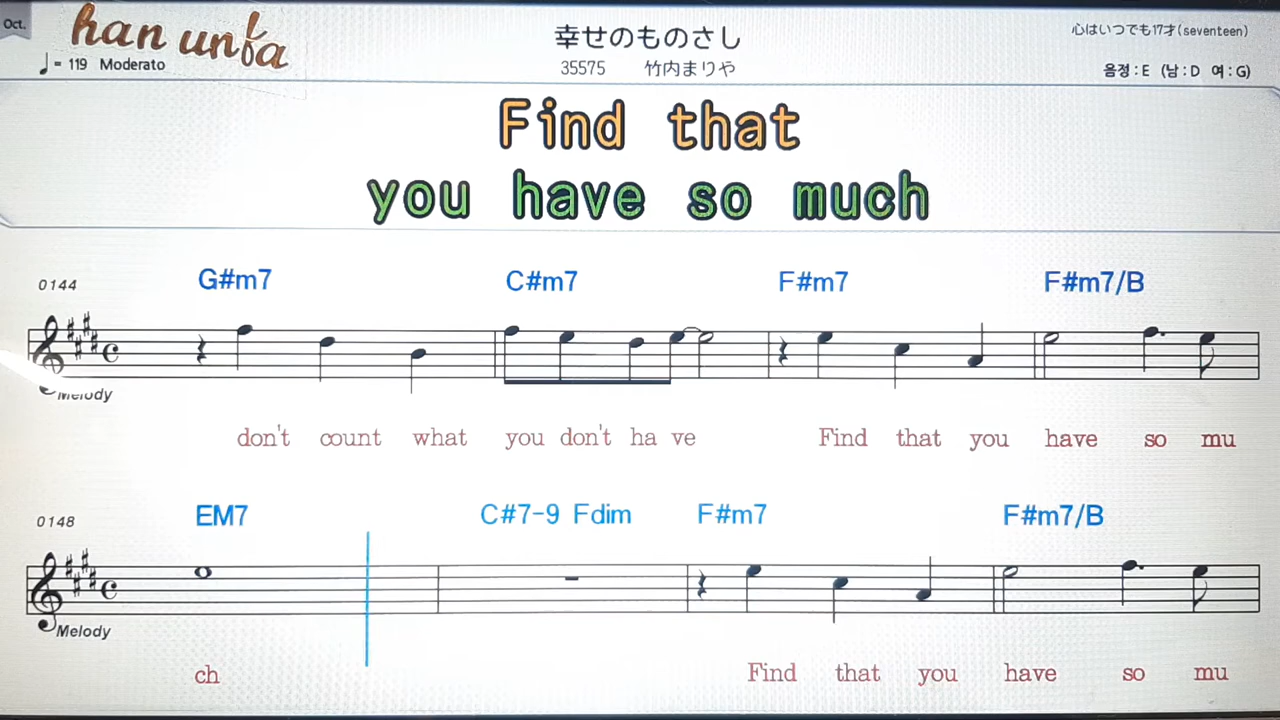 Oct.
han unfa
♩= 119 Moderato
幸せのものさし
35575 竹内まりや
心はいつでも17才(seventeen)
음정:E (남:D 여:G)
Find that
you have so much
0144 G#m7 C#m7 F#m7 F#m7/B
Melody
don't count what you don't ha ve Find that you have so mu
0148 EM7 C#7-9 Fdim F#m7 F#m7/B
Melody
ch Find that you have so mu